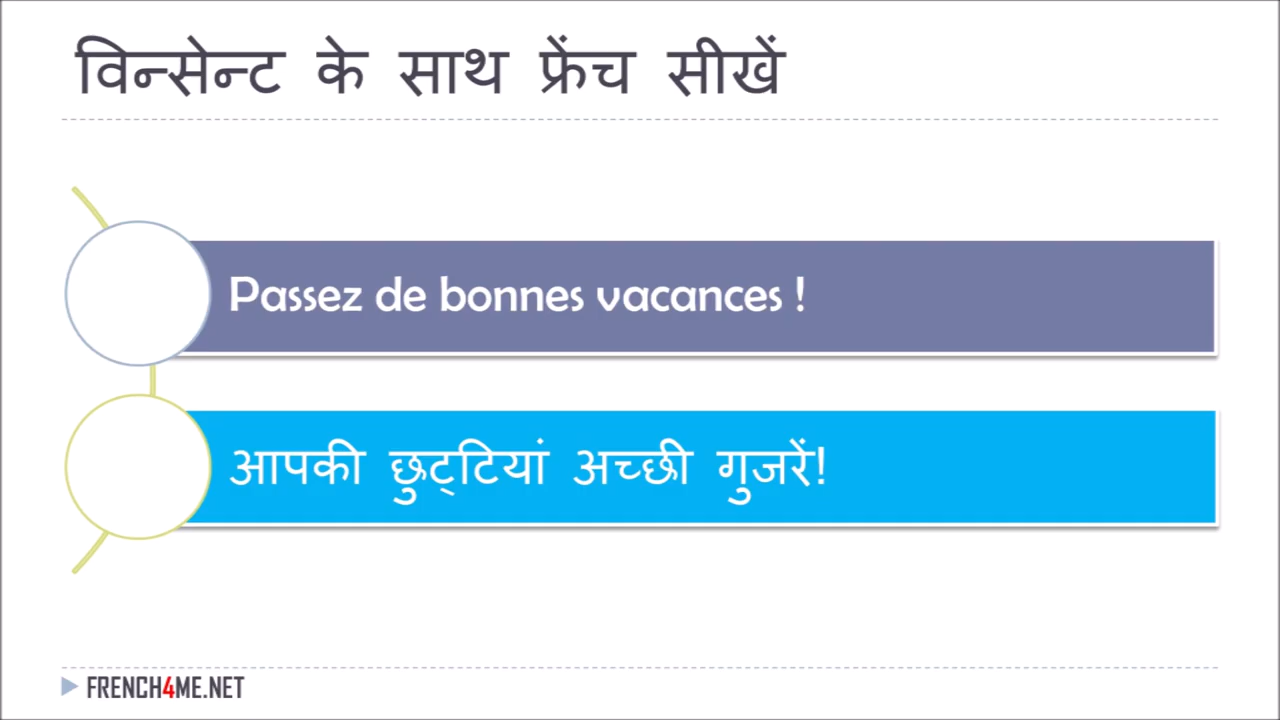 विन्सेन्ट के साथ फ्रेंच सीखें
Passez de bonnes vacances !
आपकी छुट्टियां अच्छी गुजरें!
FRENCH4ME.NET